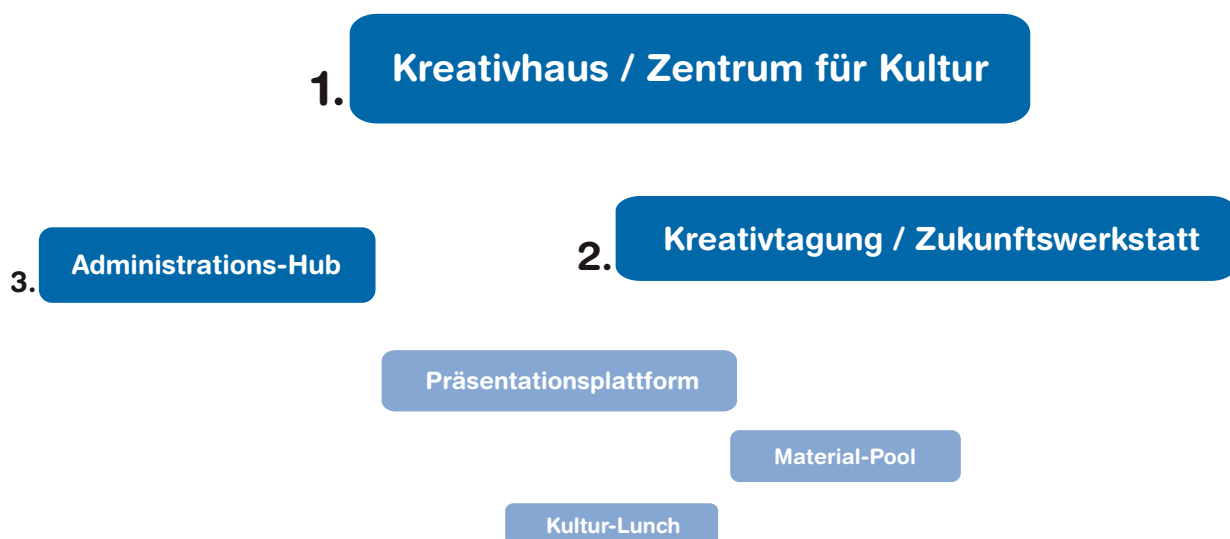 1. Kreativhaus / Zentrum für Kultur
2. Kreativtagung / Zukunftswerkstatt
3. Administrations-Hub
Präsentationsplattform
Material-Pool
Kultur-Lunch